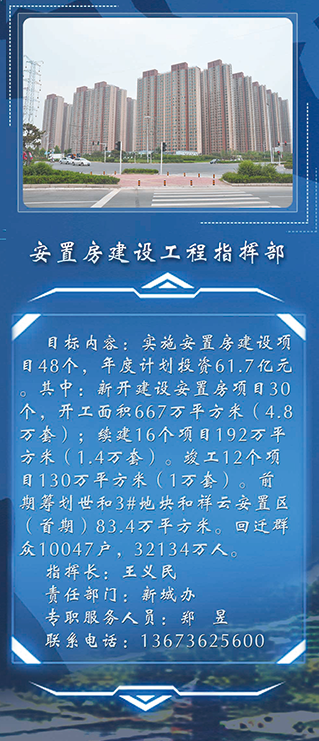 安置房建设工程指挥部
目标内容：实施安置房建设项
目48个，年度计划投资61.7亿元
。其中：新开建设安置房项目30
个，开工面积667万平方米（4.8
万套）；续建16个项目192万平
方米（1.4万套）。竣工12个项
目130万平方米（1万套）。前
期筹划世和3#地块和祥云安置区
（首期）83.4万平方米。回迁群
众10047户，32134万人。
指挥长：王义民
责任部门：新城办
专职服务人员：郑 昱
联系电话：13673625600